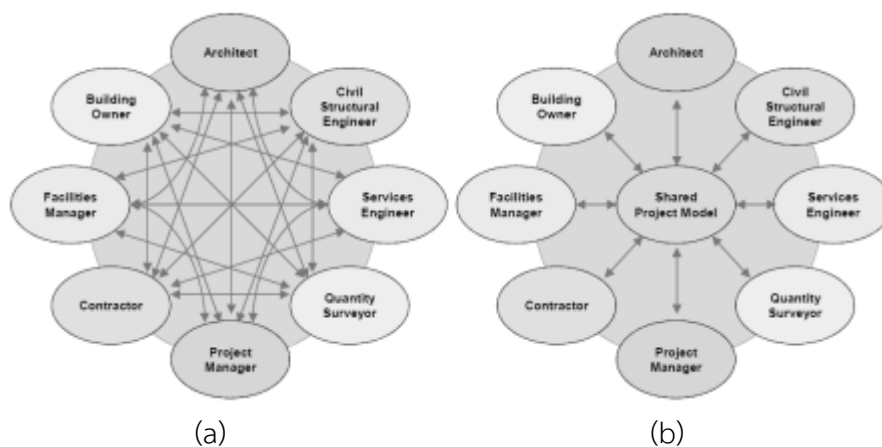 Architect
Building
Owner
Civil
Structural
Engineer
Facilities
Manager
Services
Engineer
Contractor
Quantity
Surveyor
Project
Manager
(a)
Architect
Building
Owner
Civil
Structural
Engineer
Facilities
Manager
Shared
Project Model
Services
Engineer
Contractor
Quantity
Surveyor
Project
Manager
(b)